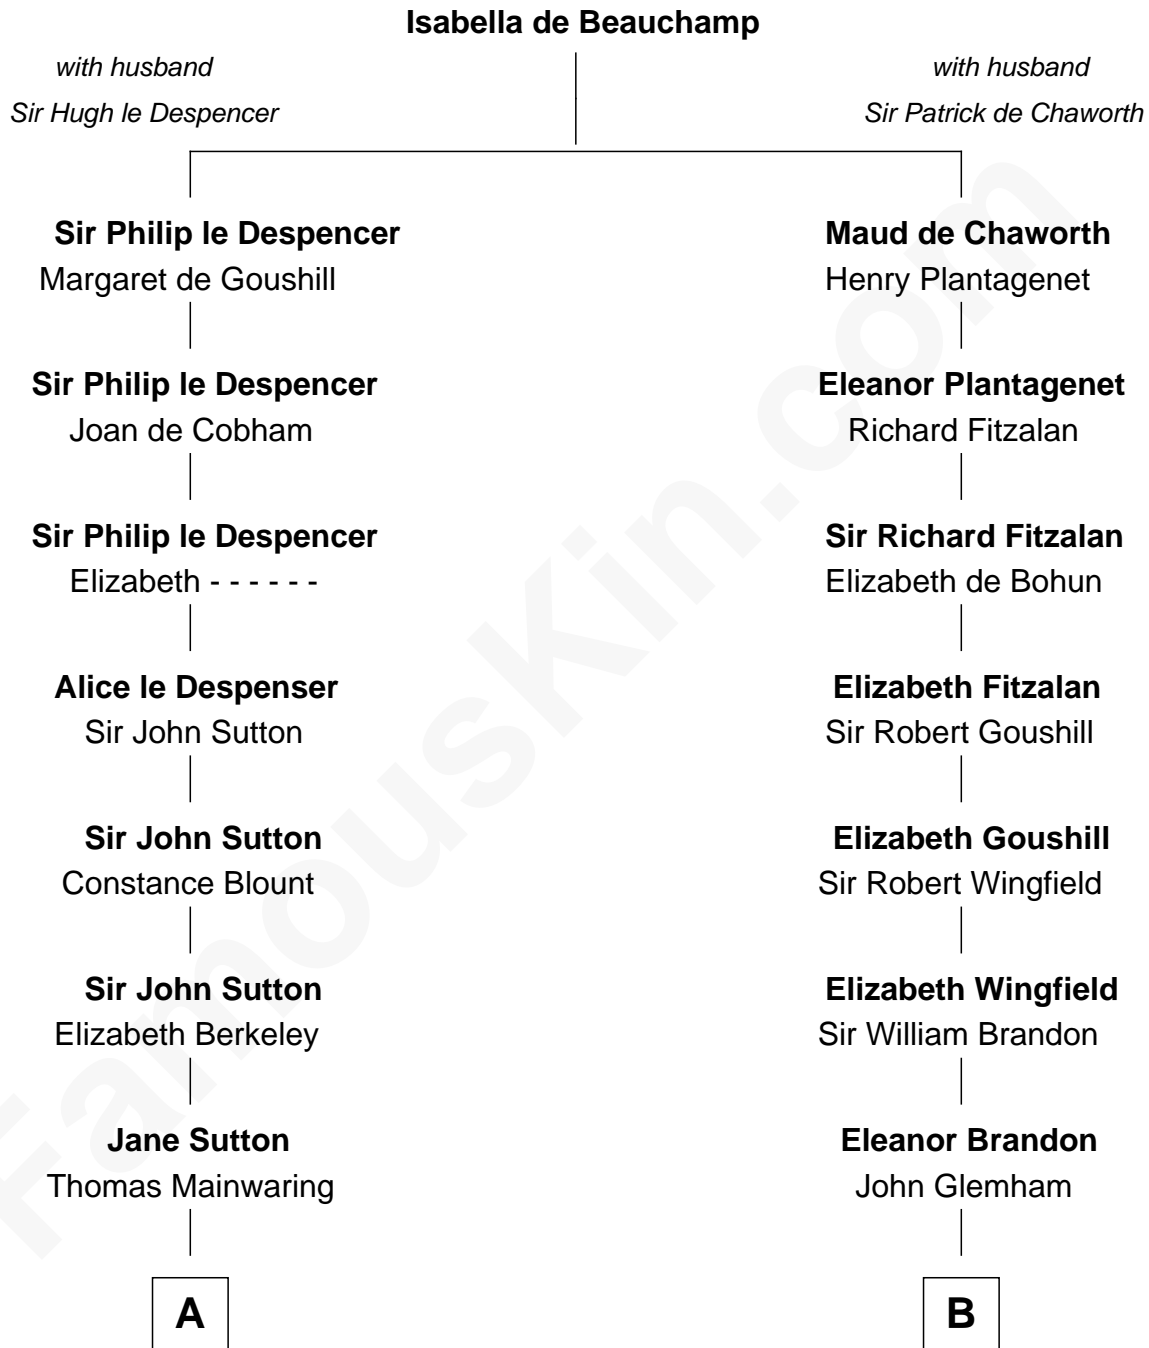 Isabella de Beauchamp
with husband
Sir Hugh le Despencer
with husband
Sir Patrick de Chaworth
Sir Philip le Despencer
Margaret de Goushill
Maud de Chaworth
Henry Plantagenet
Sir Philip le Despencer
Joan de Cobham
Eleanor Plantagenet
Richard Fitzalan
Sir Philip le Despencer
Elizabeth - - - - - -
Sir Richard Fitzalan
Elizabeth de Bohun
Alice le Despenser
Sir John Sutton
Elizabeth Fitzalan
Sir Robert Goushill
Sir John Sutton
Constance Blount
Elizabeth Goushill
Sir Robert Wingfield
Sir John Sutton
Elizabeth Berkeley
Elizabeth Wingfield
Sir William Brandon
Jane Sutton
Thomas Mainwaring
Eleanor Brandon
John Glemham
A
B
FamousKin.com